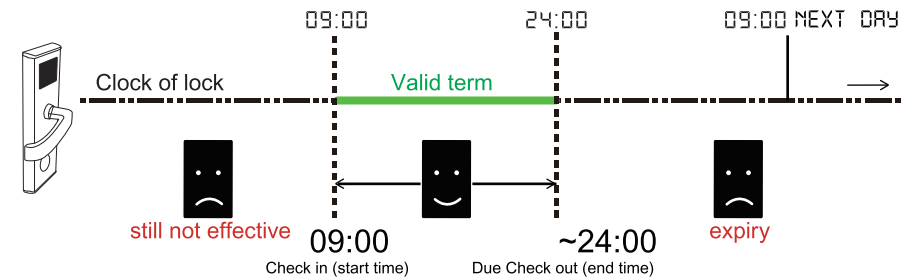 09:00 24:00 09:00 NEXT DAY
Clock of lock Valid term
still not effective expiry
09:00 ~24:00
Check in (start time) Due Check out (end time)